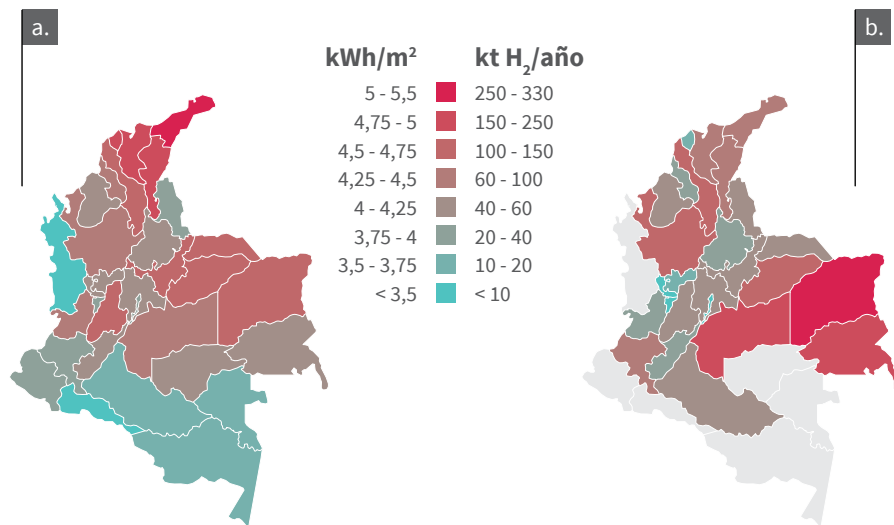 a.
b.
kWh/m² kt H₂/año
5 - 5,5 250 - 330
4,75 - 5 150 - 250
4,5 - 4,75 100 - 150
4,25 - 4,5 60 - 100
4 - 4,25 40 - 60
3,75 - 4 20 - 40
3,5 - 3,75 10 - 20
< 3,5 < 10